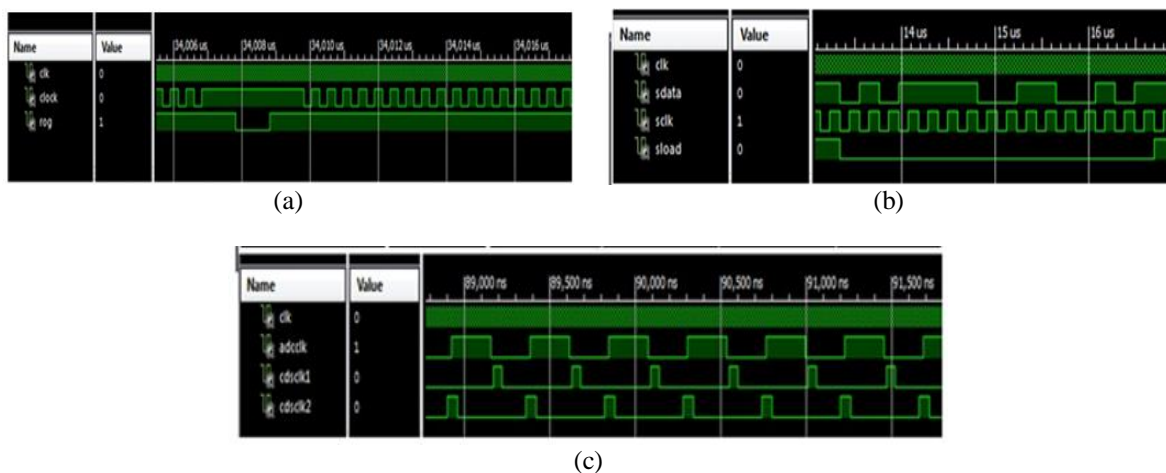 Name Value 34,006 us 34,008 us 34,010 us 34,012 us 34,014 us 34,016 us
clk 0
clock 0
rog 1
(a)
Name Value 14 us 15 us 16 us
clk 0
sdata 0
sclk 1
sload 0
(b)
Name Value 89,000 ns 89,500 ns 90,000 ns 90,500 ns 91,000 ns 91,500 ns
clk 0
adcclk 1
cdsclk1 0
cdsclk2 0
(c)